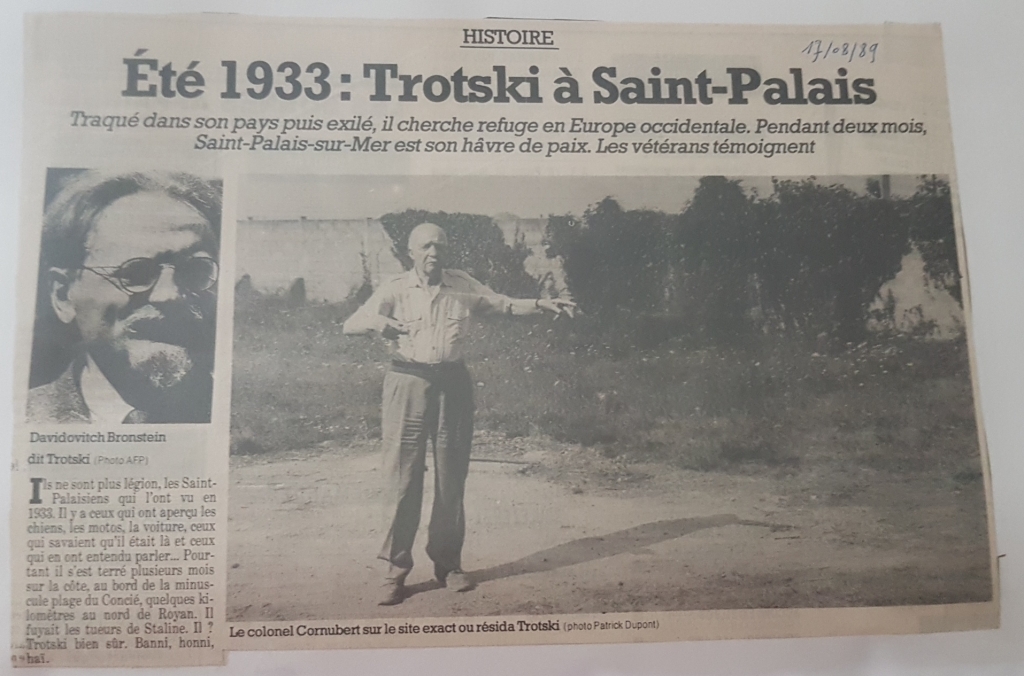 HISTOIRE
17/08/89
Été 1933 : Trotski à Saint-Palais
Traqué dans son pays puis exilé, il cherche refuge en Europe occidentale. Pendant deux mois,
Saint-Palais-sur-Mer est son hâvre de paix. Les vétérans témoignent
Davidovitch Bronstein
dit Trotski (Photo AFP)
Ils ne sont plus légion, les Saint-
Palaisiens qui l'ont vu en
1933. Il y a ceux qui ont aperçu les
chiens, les motos, la voiture, ceux
qui savaient qu'il était là et ceux
qui en ont entendu parler... Pour-
tant il s'est terré plusieurs mois
sur la côte, au bord de la minus-
cule plage du Concié, quelques ki-
lomètres au nord de Royan. Il
fuyait les tueurs de Staline. Il ?
Trotski bien sûr. Banni, honni,
haï.
Le colonel Cornubert sur le site exact ou résida Trotski (photo Patrick Dupont)